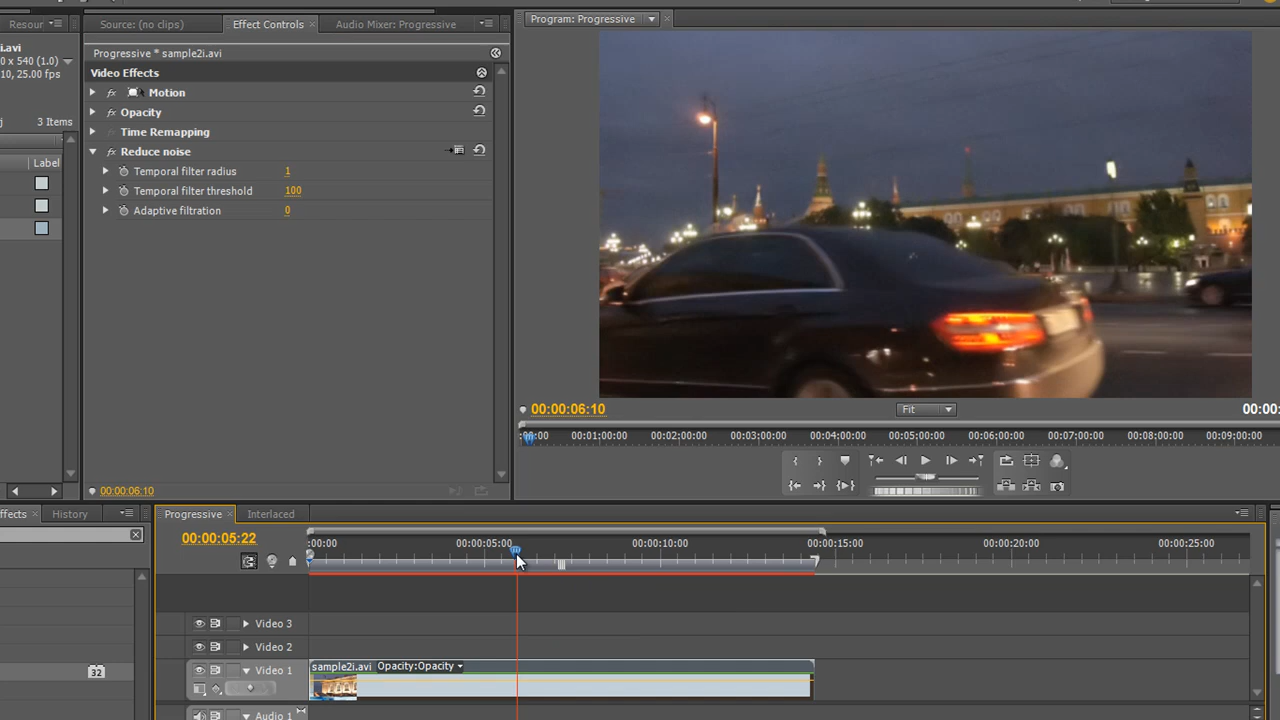 Resour
Source: (no clips)
Effect Controls
Audio Mixer: Progressive
Program: Progressive
i.avi
0 x 540 (1.0)
10, 25.00 fps
3 Items
Label
Progressive * sample2i.avi
Video Effects
Motion
Opacity
Time Remapping
Reduce noise
Temporal filter radius 1
Temporal filter threshold 100
Adaptive filtration 0
00:00:06:10
00:00:06:10
Fit
00:00:
:00:00 00:01:00:00 00:02:00:00 00:03:00:00 00:04:00:00 00:05:00:00 00:06:00:00 00:07:00:00 00:08:00:00 00:09:00:00
ffects
History
Progressive
Interlaced
00:00:05:22
:00:00 00:00:05:00 00:00:10:00 00:00:15:00 00:00:20:00 00:00:25:00
Video 3
Video 2
32
Video 1
sample2i.avi Opacity:Opacity
Audio 1